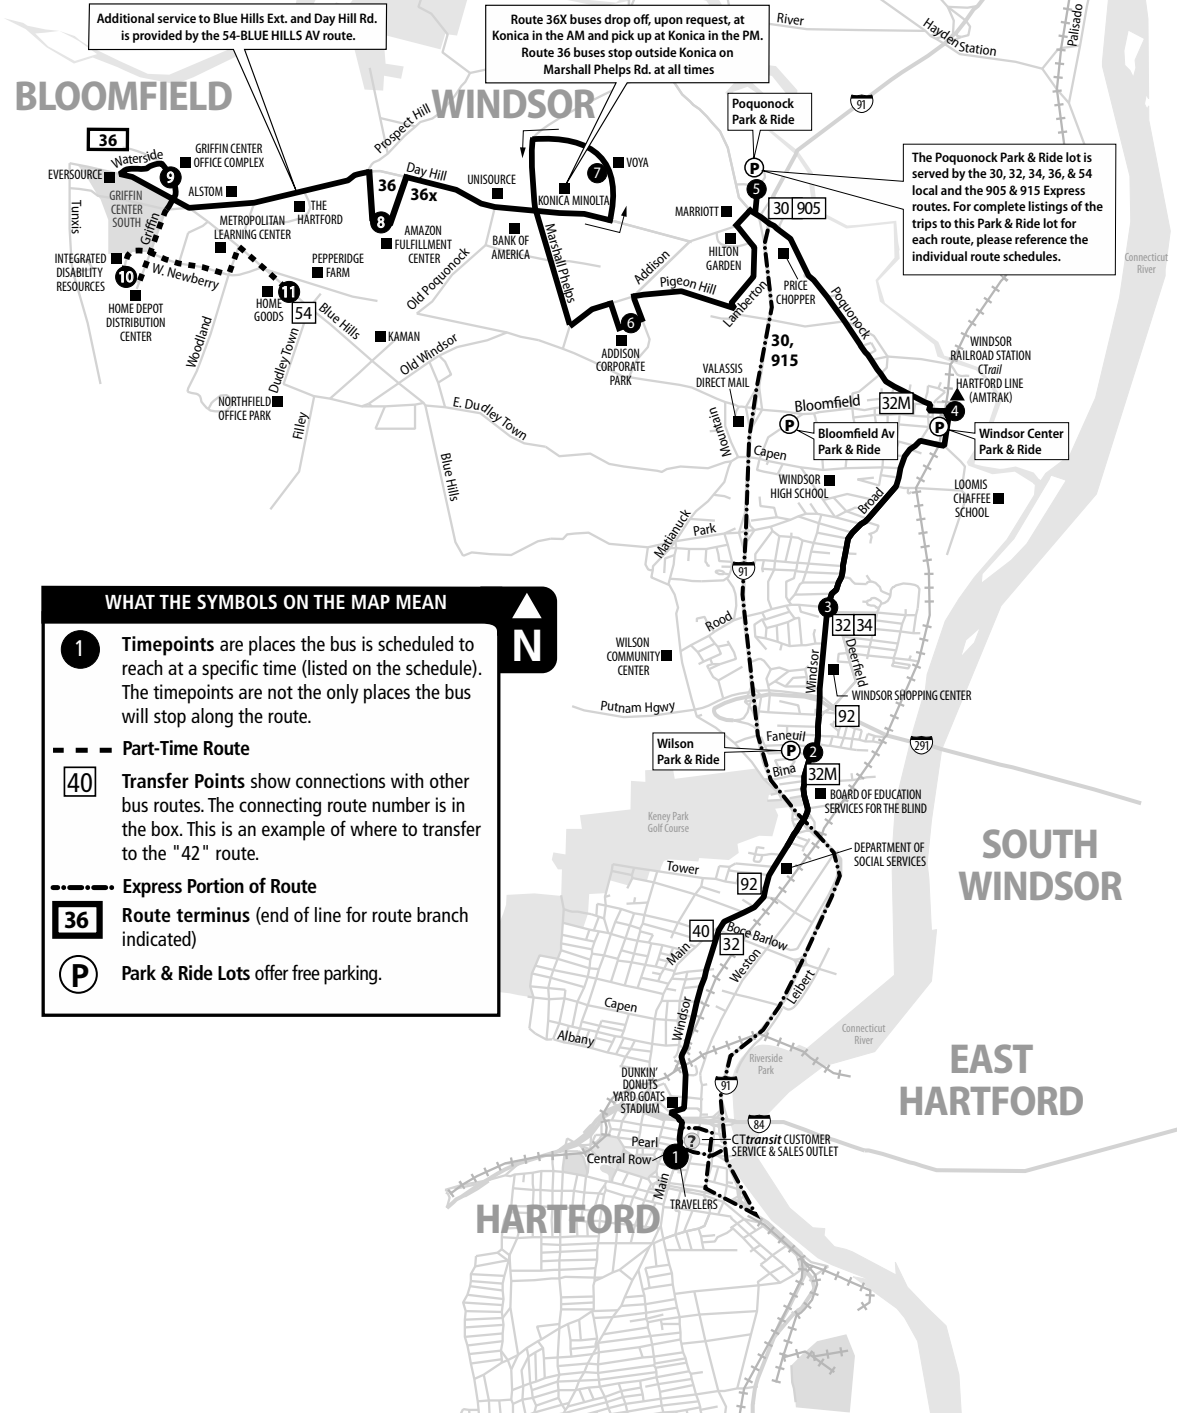 Additional service to Blue Hills Ext. and Day Hill Rd.
is provided by the 54-BLUE HILLS AV route.
Route 36X buses drop off, upon request, at
Konica in the AM and pick up at Konica in the PM.
Route 36 buses stop outside Konica on
Marshall Phelps Rd. at all times
River
Hayden Station
Palisado
BLOOMFIELD
WINDSOR
Poquonock
Park & Ride
91
Prospect Hill
36
Waterside
GRIFFIN CENTER
OFFICE COMPLEX
EVERSOURCE
9
ALSTOM
GRIFFIN
CENTER
SOUTH
Tunxis
Griffin
THE
HARTFORD
METROPOLITAN
LEARNING CENTER
Day Hill
36
36x
8
AMAZON
FULFILLMENT
CENTER
UNISOURCE
BANK OF
AMERICA
VOYA
7
KONICA MINOLTA
Marshall Phelps
P
5
30
905
MARRIOTT
HILTON
GARDEN
PRICE
CHOPPER
The Poquonock Park & Ride lot is
served by the 30, 32, 34, 36, & 54
local and the 905 & 915 Express
routes. For complete listings of the
trips to this Park & Ride lot for
each route, please reference the
individual route schedules.
Connecticut
River
INTEGRATED
DISABILITY
RESOURCES
10
W. Newberry
HOME DEPOT
DISTRIBUTION
CENTER
PEPPERIDGE
FARM
HOME
GOODS
11
54
Blue Hills
Old Poquonock
Addison
Pigeon Hill
Lamberton
Poquonock
6
ADDISON
CORPORATE
PARK
Woodland
Dudley Town
KAMAN
Old Windsor
30,
915
VALASSIS
DIRECT MAIL
WINDSOR
RAILROAD STATION
CTrail
HARTFORD LINE
(AMTRAK)
NORTHFIELD
OFFICE PARK
Filley
E. Dudley Town
Blue Hills
Mountain
Bloomfield
32M
4
P
P
Bloomfield Av
Park & Ride
Windsor Center
Park & Ride
Capen
WINDSOR
HIGH SCHOOL
Broad
LOOMIS
CHAFFEE
SCHOOL
Matianuck
Park
91
WHAT THE SYMBOLS ON THE MAP MEAN
N
1
Timepoints are places the bus is scheduled to
reach at a specific time (listed on the schedule).
The timepoints are not the only places the bus
will stop along the route.
Part-Time Route
40
Transfer Points show connections with other
bus routes. The connecting route number is in
the box. This is an example of where to transfer
to the "42" route.
Express Portion of Route
36
Route terminus (end of line for route branch
indicated)
P
Park & Ride Lots offer free parking.
3
32
34
Rood
WILSON
COMMUNITY
CENTER
Windsor
Deerfield
WINDSOR SHOPPING CENTER
Putnam Hgwy
92
Faneuil
Wilson
Park & Ride
P
2
291
Bina
32M
BOARD OF EDUCATION
SERVICES FOR THE BLIND
Keney Park
Golf Course
SOUTH
WINDSOR
DEPARTMENT OF
SOCIAL SERVICES
Tower
92
40
32
Boce Barlow
Main
Weston
Leibert
Capen
Windsor
Albany
Connecticut
River
Riverside
Park
EAST
HARTFORD
DUNKIN'
DONUTS
YARD GOATS
STADIUM
91
84
Pearl
?
CTtransit CUSTOMER
SERVICE & SALES OUTLET
Central Row
1
Main
TRAVELERS
HARTFORD